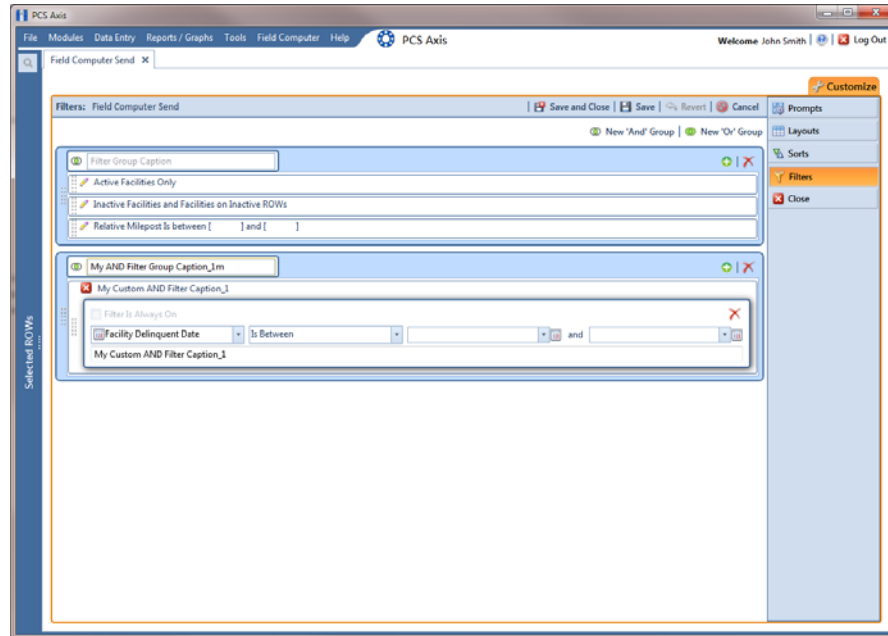 PCS Axis
File Modules Data Entry Reports / Graphs Tools Field Computer Help PCS Axis Welcome John Smith | Log Out
Field Computer Send X
Customize
Filters: Field Computer Send | Save and Close | Save | Revert | Cancel
Prompts
New 'And' Group | New 'Or' Group
Layouts
Filter Group Caption
Sorts
Active Facilities Only
Filters
Inactive Facilities and Facilities on Inactive ROWs
Close
Relative Milepost Is between [ ] and [ ]
My AND Filter Group Caption_1m
My Custom AND Filter Caption_1
Filter Is Always On
Facility Delinquent Date Is Between and
My Custom AND Filter Caption_1
Selected ROWs